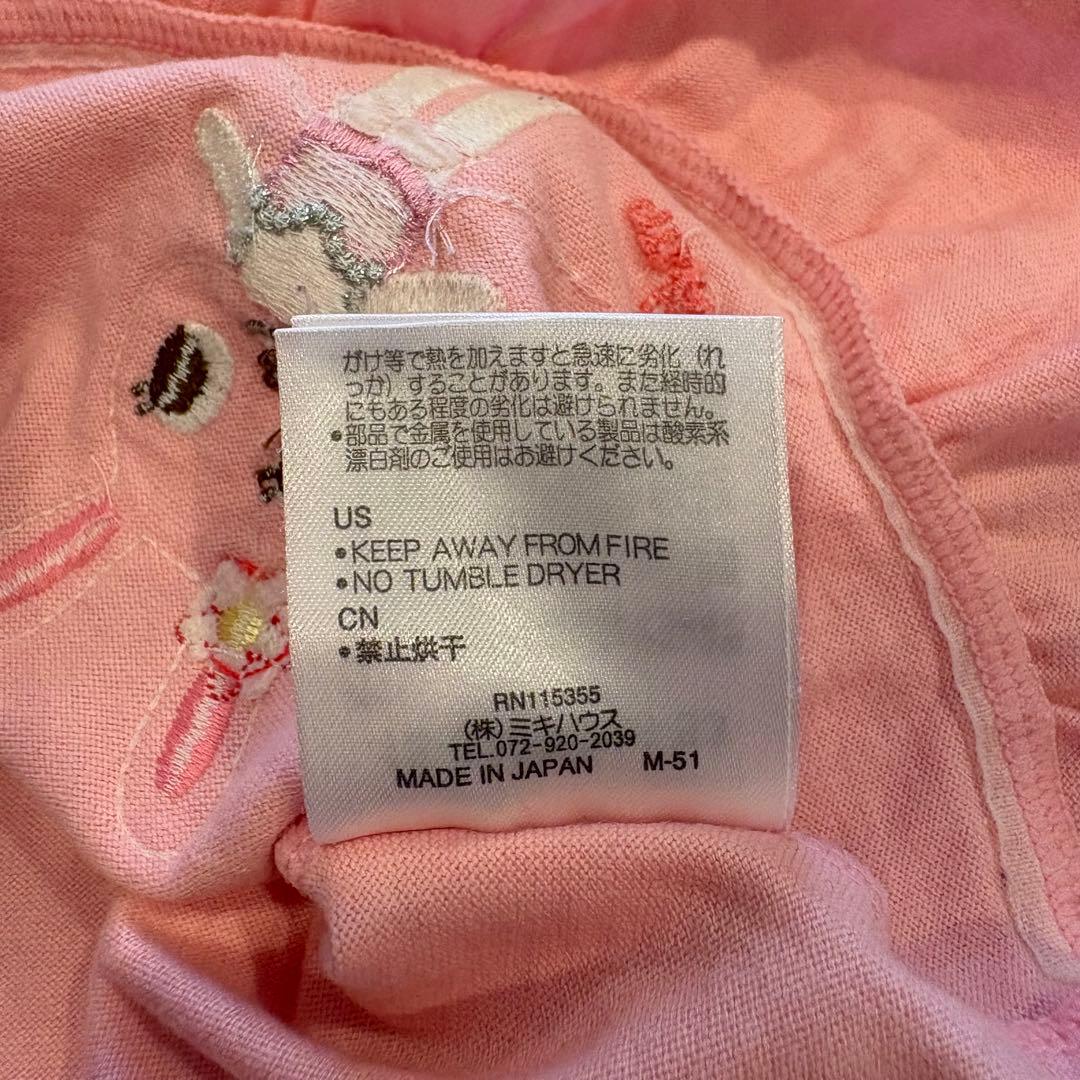 がけ等で熱を加えますと急速に劣化（れ
っか）することがあります。また経時的
にもある程度の劣化は避けられません。
●部品で金属を使用している製品は酸素系
漂白剤のご使用はお避けください。
US
●KEEP AWAY FROM FIRE
●NO TUMBLE DRYER
CN
●禁止烘干
RN115355
（株）ミキハウス
TEL.072-920-2039
MADE IN JAPAN M-51